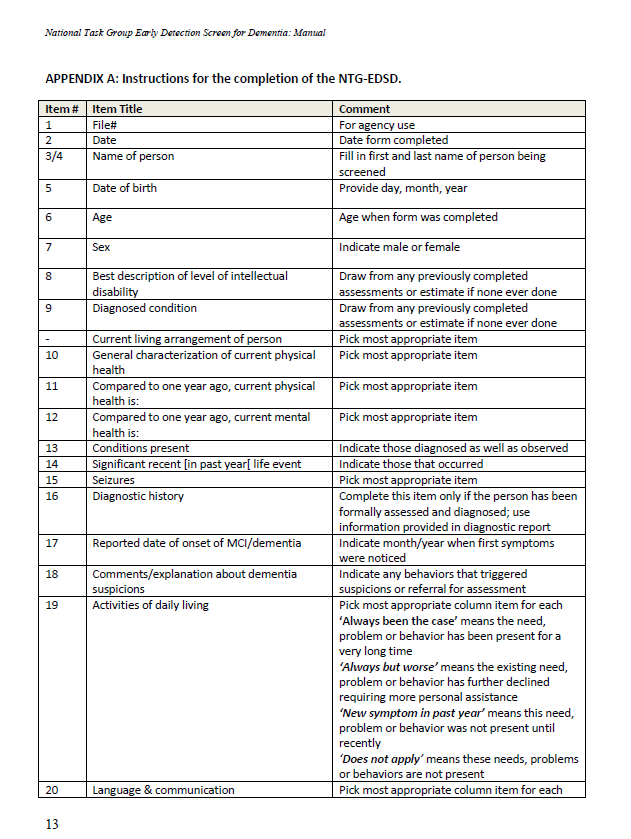 National Task Group Early Detection Screen for Dementia: Manual
APPENDIX A: Instructions for the completion of the NTG-EDSD.
Item # Item Title Comment
1 File# For agency use
2 Date Date form completed
3/4 Name of person Fill in first and last name of person being
screened
5 Date of birth Provide day, month, year
6 Age Age when form was completed
7 Sex Indicate male or female
8 Best description of level of intellectual Draw from any previously completed
disability assessments or estimate if none ever done
9 Diagnosed condition Draw from any previously completed
assessments or estimate if none ever done
- Current living arrangement of person Pick most appropriate item
10 General characterization of current physical Pick most appropriate item
health
11 Compared to one year ago, current physical Pick most appropriate item
health is:
12 Compared to one year ago, current mental Pick most appropriate item
health is:
13 Conditions present Indicate those diagnosed as well as observed
14 Significant recent [in past year[ life event Indicate those that occurred
15 Seizures Pick most appropriate item
16 Diagnostic history Complete this item only if the person has been
formally assessed and diagnosed; use
information provided in diagnostic report
17 Reported date of onset of MCI/dementia Indicate month/year when first symptoms
were noticed
18 Comments/explanation about dementia Indicate any behaviors that triggered
suspicions suspicions or referral for assessment
19 Activities of daily living Pick most appropriate column item for each
‘Always been the case’ means the need,
problem or behavior has been present for a
very long time
‘Always but worse’ means the existing need,
problem or behavior has further declined
requiring more personal assistance
‘New symptom in past year’ means this need,
problem or behavior was not present until
recently
‘Does not apply’ means these needs, problems
or behaviors are not present
20 Language & communication Pick most appropriate column item for each
13